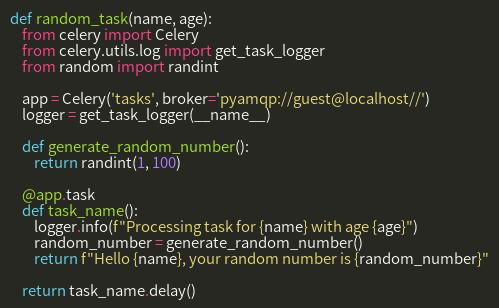 def random_task(name, age):
    from celery import Celery
    from celery.utils.log import get_task_logger
    from random import randint

    app = Celery('tasks', broker='pyamqp://guest@localhost//')
    logger = get_task_logger(__name__)

    def generate_random_number():
        return randint(1, 100)

    @app.task
    def task_name():
        logger.info(f"Processing task for {name} with age {age}")
        random_number = generate_random_number()
        return f"Hello {name}, your random number is {random_number}"

    return task_name.delay()